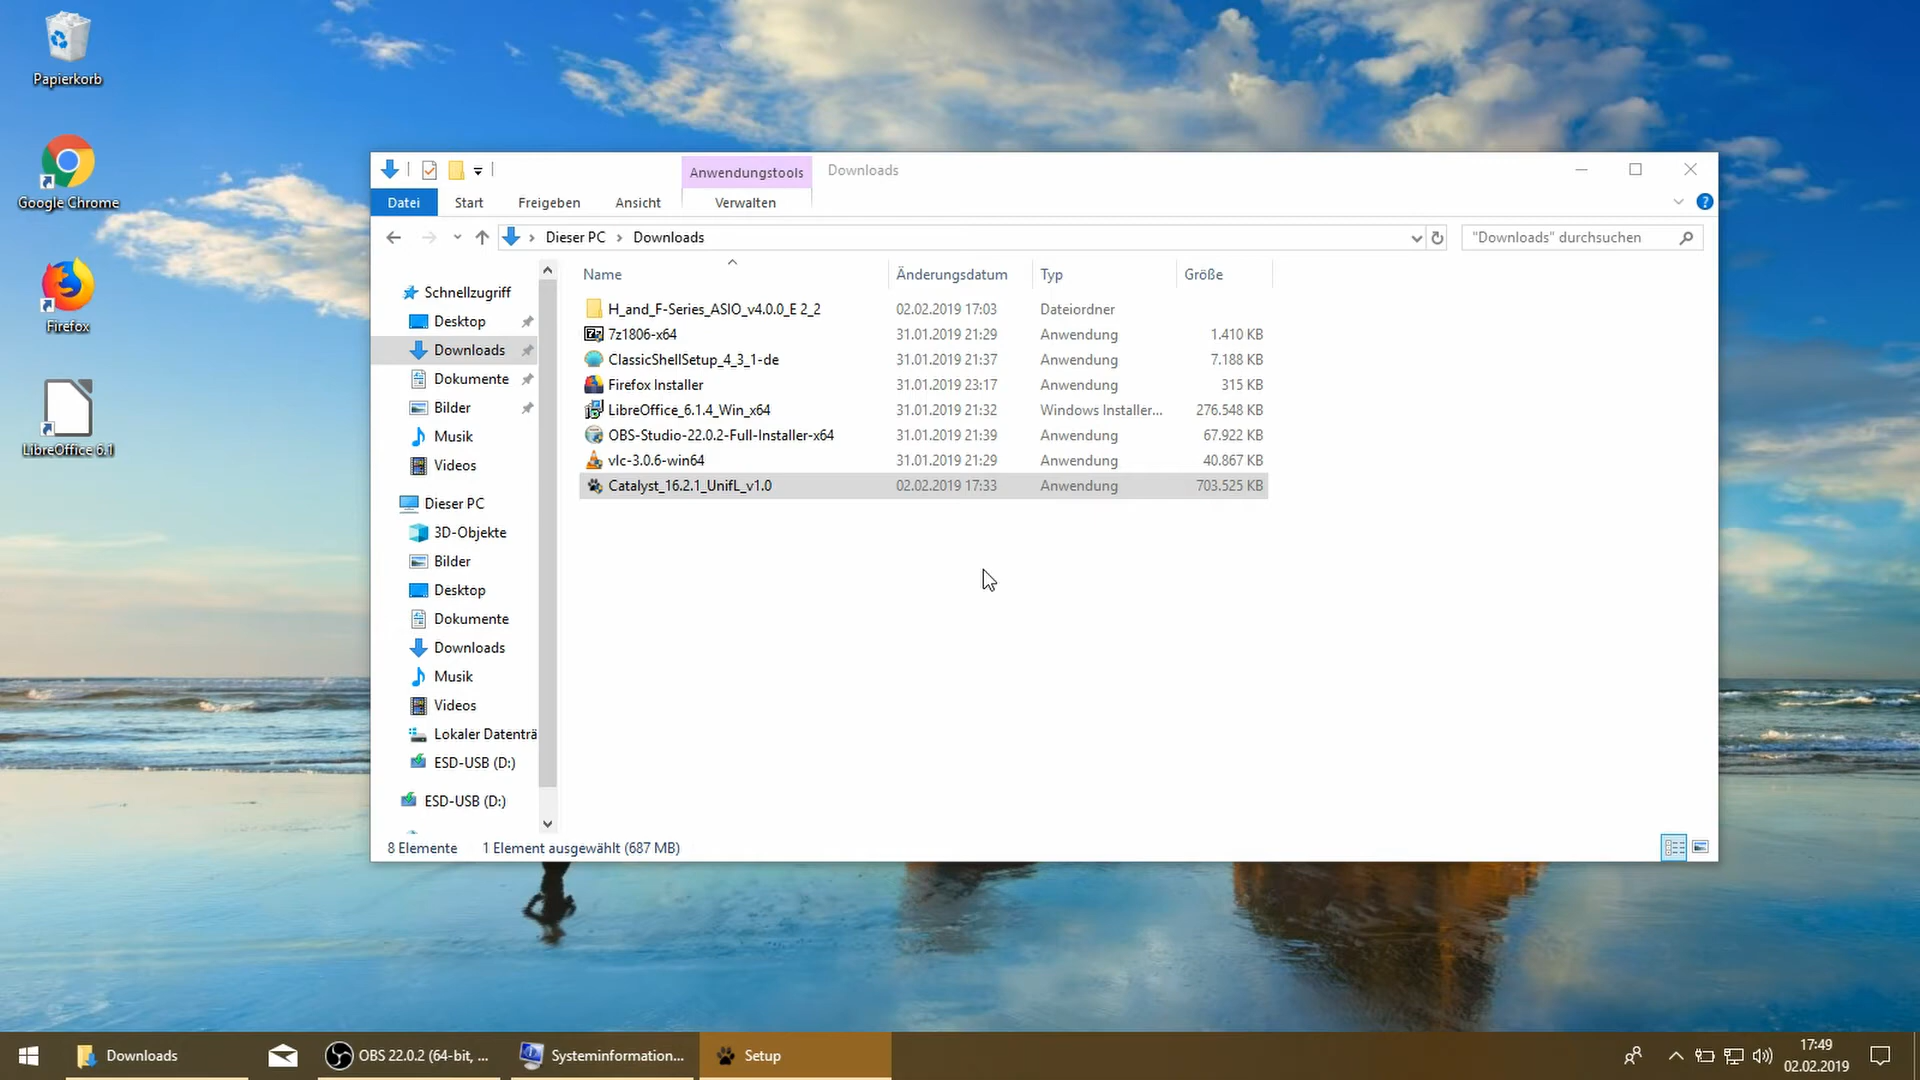 Papierkorb
Google Chrome
Firefox
LibreOffice 6.1
Anwendungstools
Downloads
Datei
Start
Freigeben
Ansicht
Verwalten
Dieser PC
Downloads
"Downloads" durchsuchen
Name
Änderungsdatum
Typ
Größe
H_and_F-Series_ASIO_v4.0.0_E 2_2
02.02.2019 17:03
Dateiordner
7z1806-x64
31.01.2019 21:29
Anwendung
1.410 KB
ClassicShellSetup_4_3_1-de
31.01.2019 21:37
Anwendung
7.188 KB
Firefox Installer
31.01.2019 23:17
Anwendung
315 KB
LibreOffice_6.1.4_Win_x64
31.01.2019 21:32
Windows Installer...
276.548 KB
OBS-Studio-22.0.2-Full-Installer-x64
31.01.2019 21:39
Anwendung
67.922 KB
vlc-3.0.6-win64
31.01.2019 21:29
Anwendung
40.867 KB
Catalyst_16.2.1_UnifL_v1.0
02.02.2019 17:33
Anwendung
703.525 KB
Schnellzugriff
Desktop
Downloads
Dokumente
Bilder
Musik
Videos
Dieser PC
3D-Objekte
Bilder
Desktop
Dokumente
Downloads
Musik
Videos
Lokaler Datenträ
ESD-USB (D:)
ESD-USB (D:)
8 Elemente
1 Element ausgewählt (687 MB)
Downloads
OBS 22.0.2 (64-bit, ...
Systeminformation...
Setup
17:49
02.02.2019